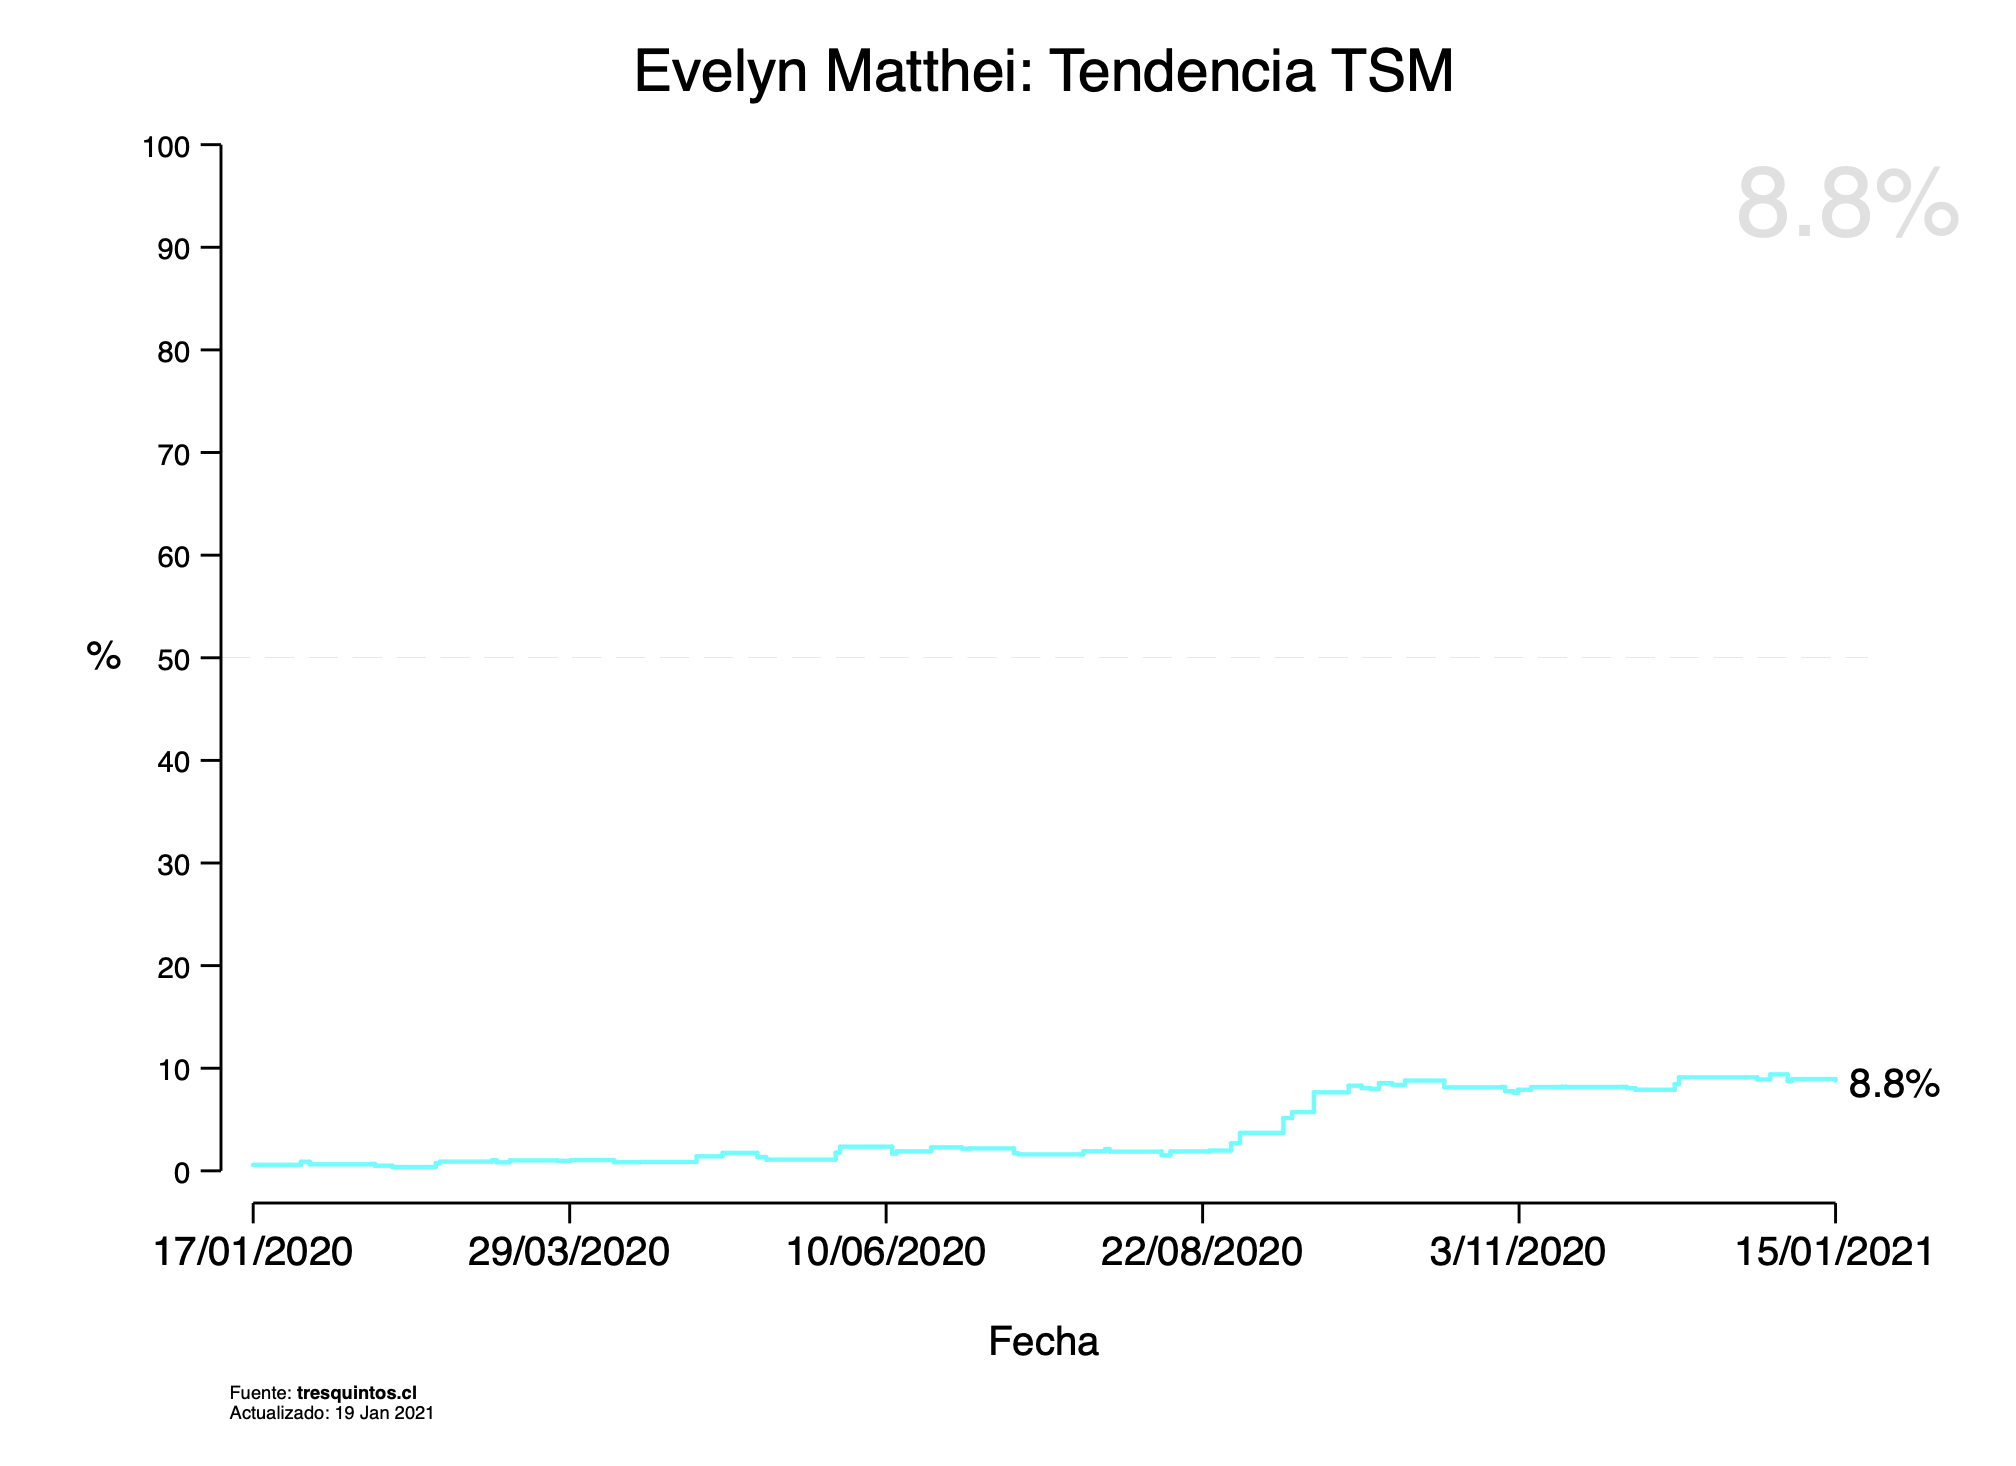 Evelyn Matthei: Tendencia TSM
8.8%
100
90
80
70
60
% 50
40
30
20
10
8.8%
0
17/01/2020 29/03/2020 10/06/2020 22/08/2020 3/11/2020 15/01/2021
Fecha
Fuente: tresquintos.cl
Actualizado: 19 Jan 2021